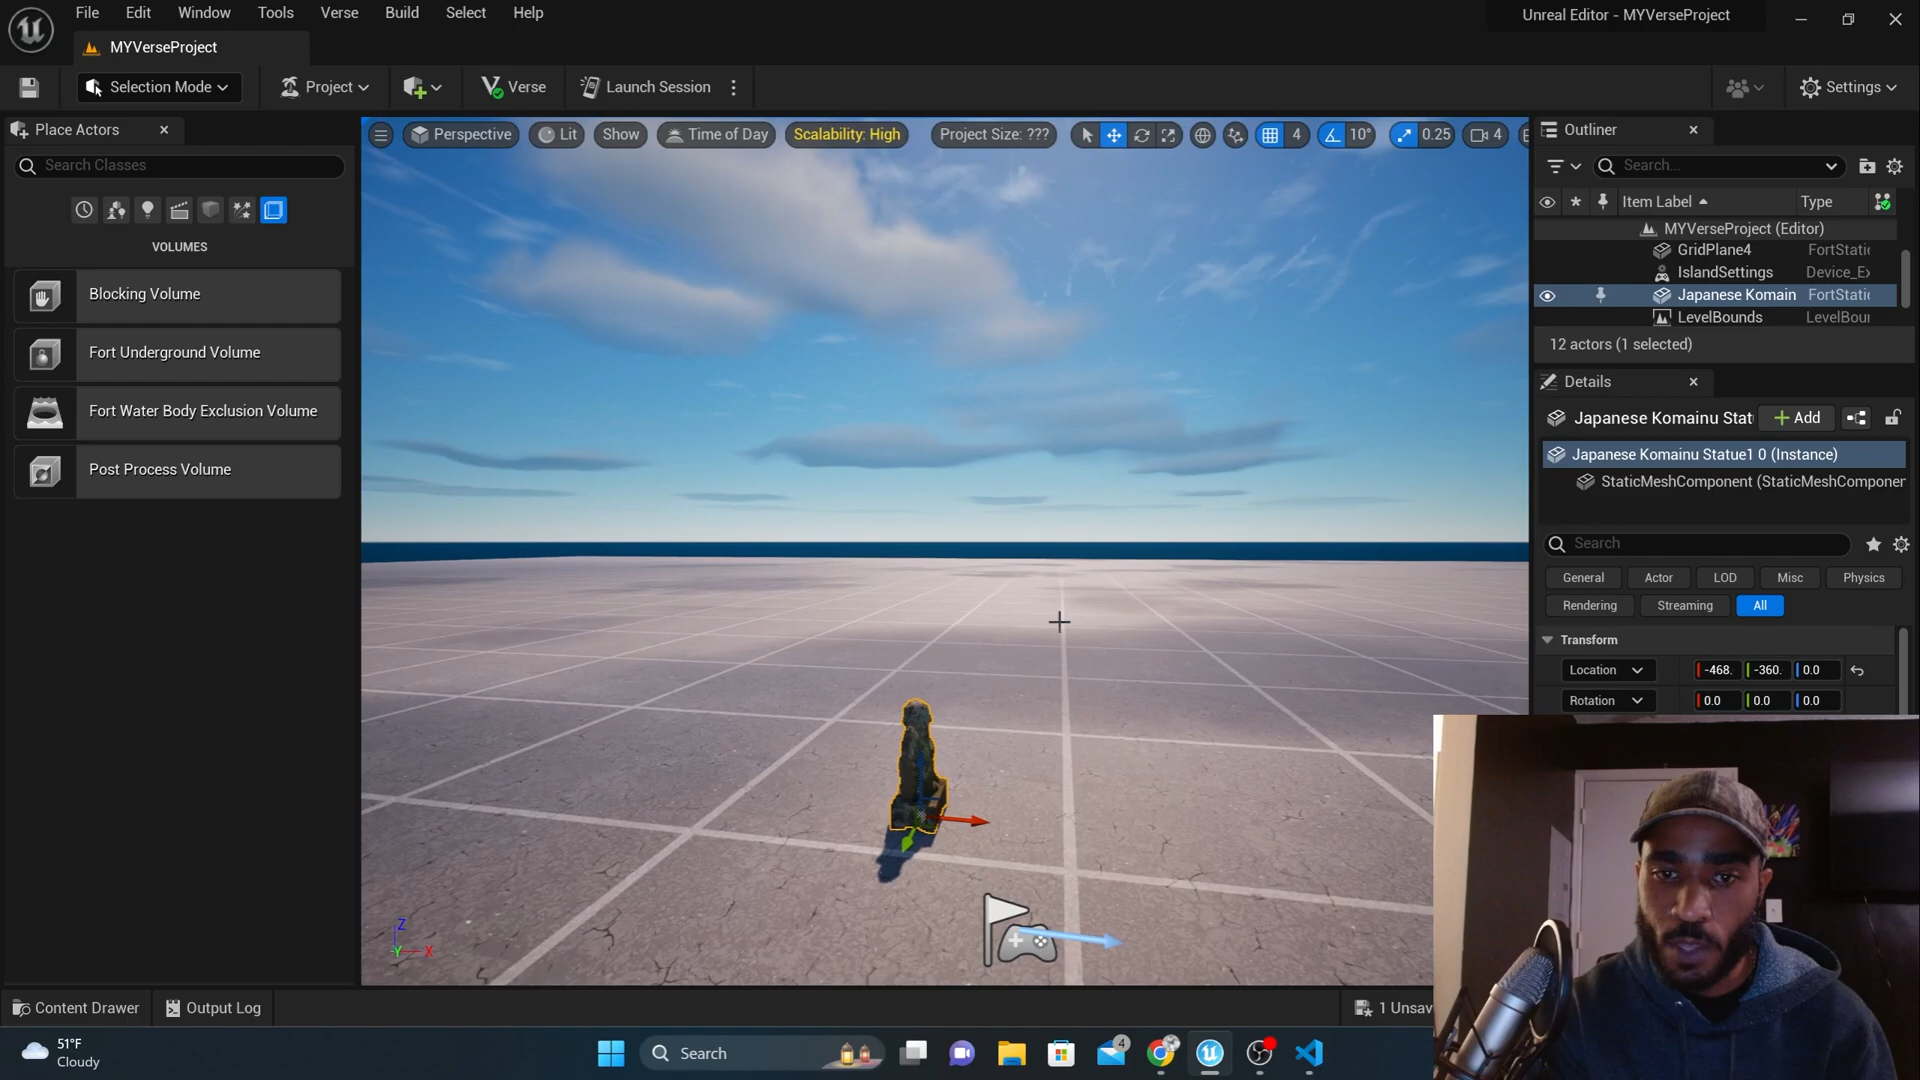 File Edit Window Tools Verse Build Select Help
Unreal Editor - MYVerseProject
MYVerseProject
Selection Mode
Project
Verse
Launch Session
Settings
Place Actors
Search Classes
VOLUMES
Blocking Volume
Fort Underground Volume
Fort Water Body Exclusion Volume
Post Process Volume
Perspective
Lit
Show
Time of Day
Scalability: High
Project Size: ???
4
10°
0.25
4
Z
Y
X
Outliner
Search...
Item Label
Type
MYVerseProject (Editor)
GridPlane4 FortStatic
IslandSettings Device_Ex
Japanese Komain FortStatic
LevelBounds LevelBour
12 actors (1 selected)
Details
Japanese Komainu Stat
Add
Japanese Komainu Statue1 0 (Instance)
StaticMeshComponent (StaticMeshComponen
Search
General Actor LOD Misc Physics
Rendering Streaming All
Transform
Location -468. -360. 0.0
Rotation 0.0 0.0 0.0
Content Drawer
Output Log
1 Unsav
51°F
Cloudy
Search
4